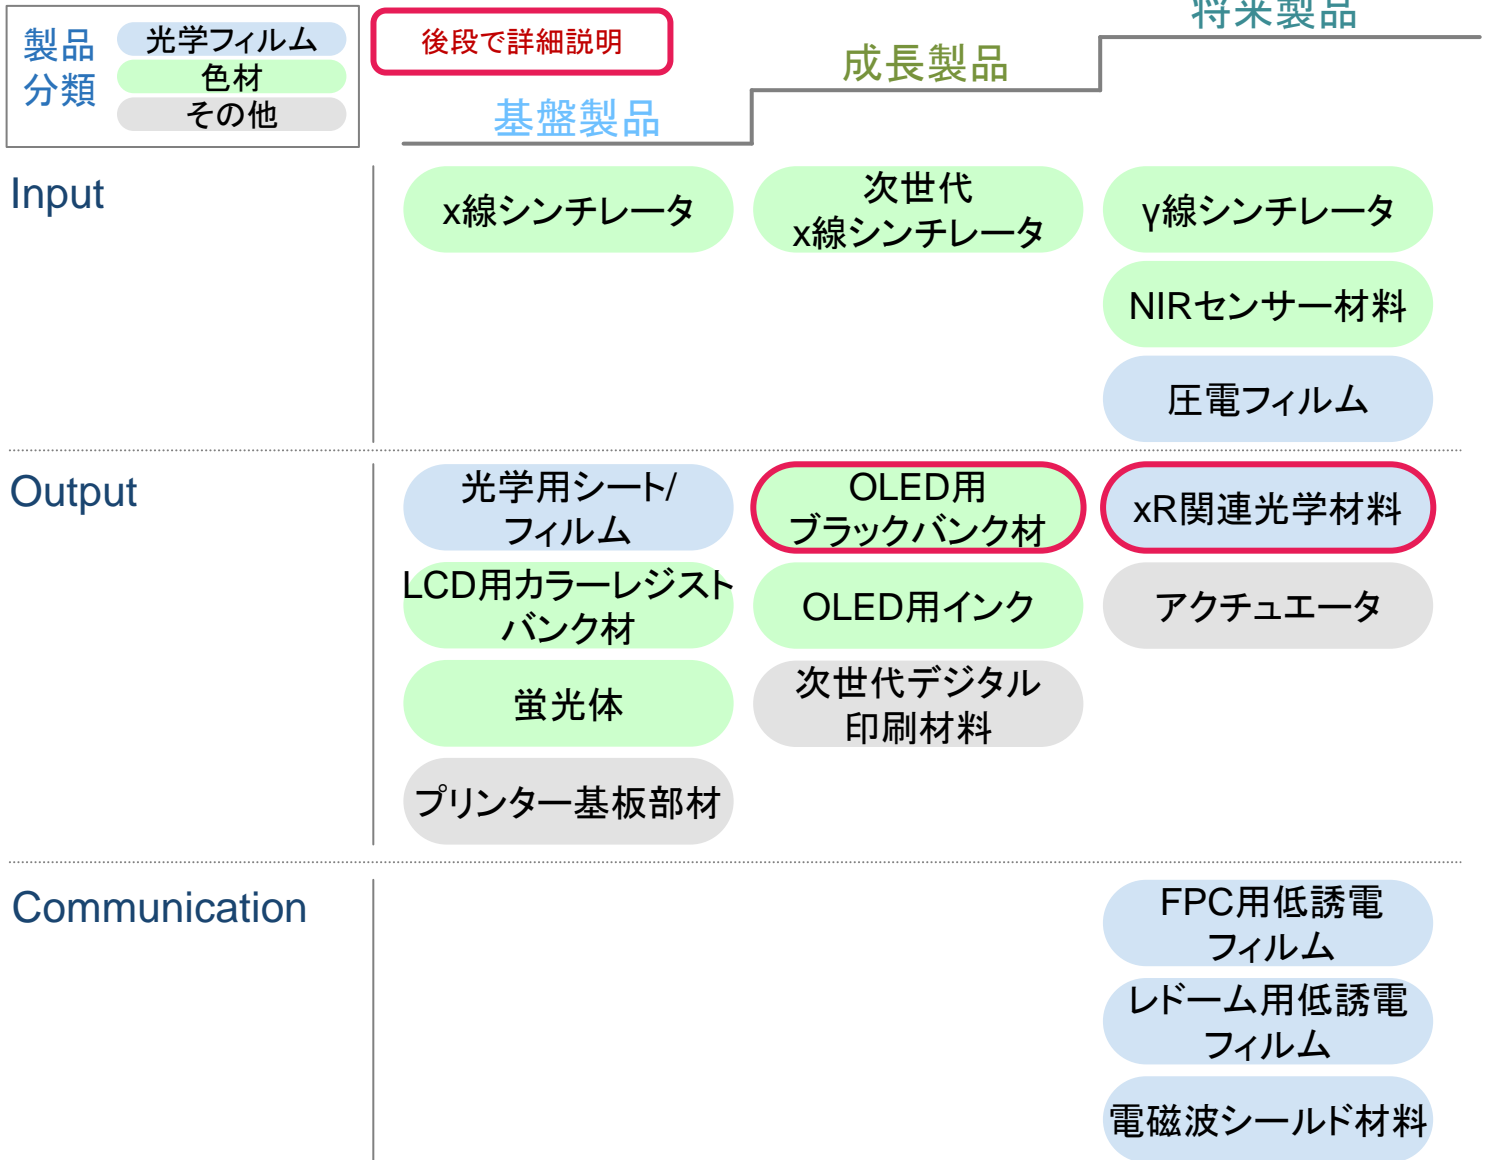 製品
分類
光学フィルム
色材
その他
後段で詳細説明
基盤製品
成長製品
将来製品
Input
x線シンチレータ
次世代
x線シンチレータ
γ線シンチレータ
NIRセンサー材料
圧電フィルム
Output
光学用シート/
フィルム
OLED用
ブラックバンク材
xR関連光学材料
LCD用カラーレジスト
バンク材
OLED用インク
アクチュエータ
蛍光体
次世代デジタル
印刷材料
プリンター基板部材
Communication
FPC用低誘電
フィルム
レドーム用低誘電
フィルム
電磁波シールド材料